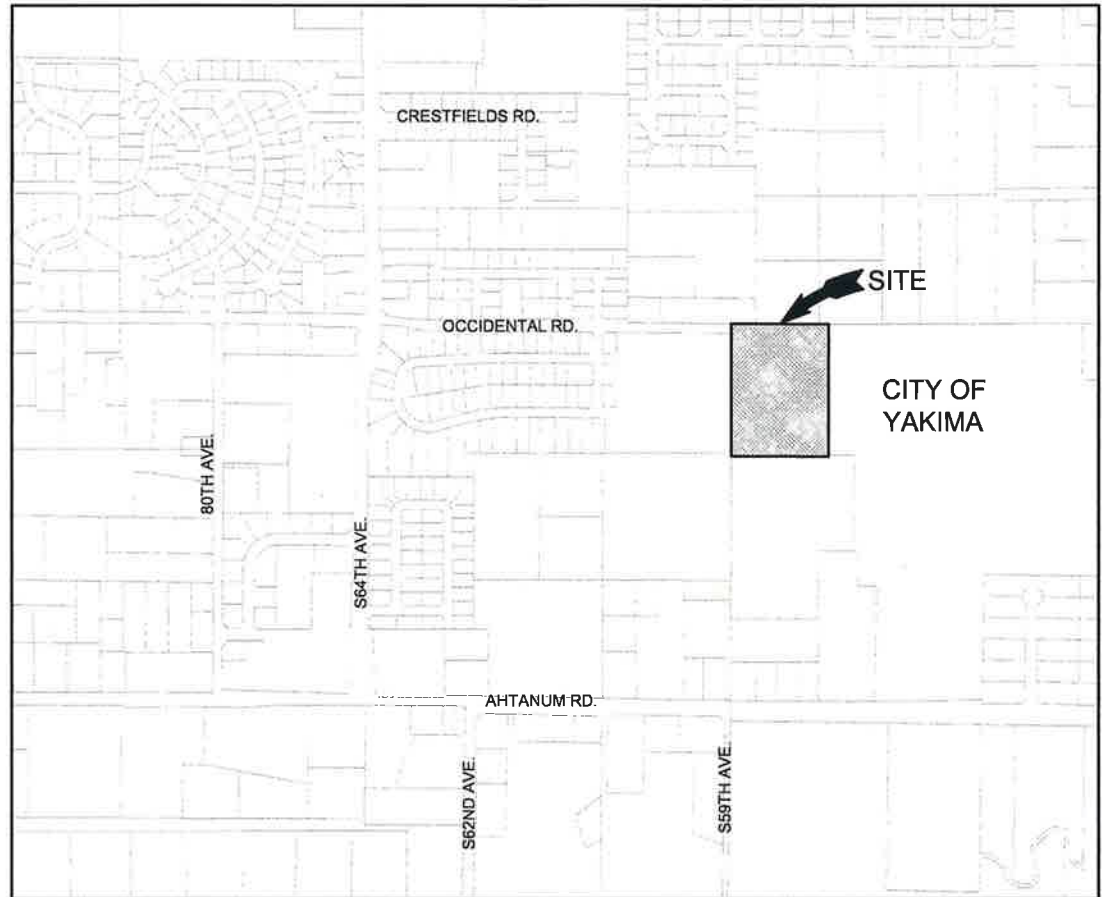 CRESTFIELDS RD.
SITE
OCCIDENTAL RD.
CITY OF
YAKIMA
80TH AVE.
S64TH AVE.
AHTANUM RD.
S62ND AVE.
S59TH AVE.